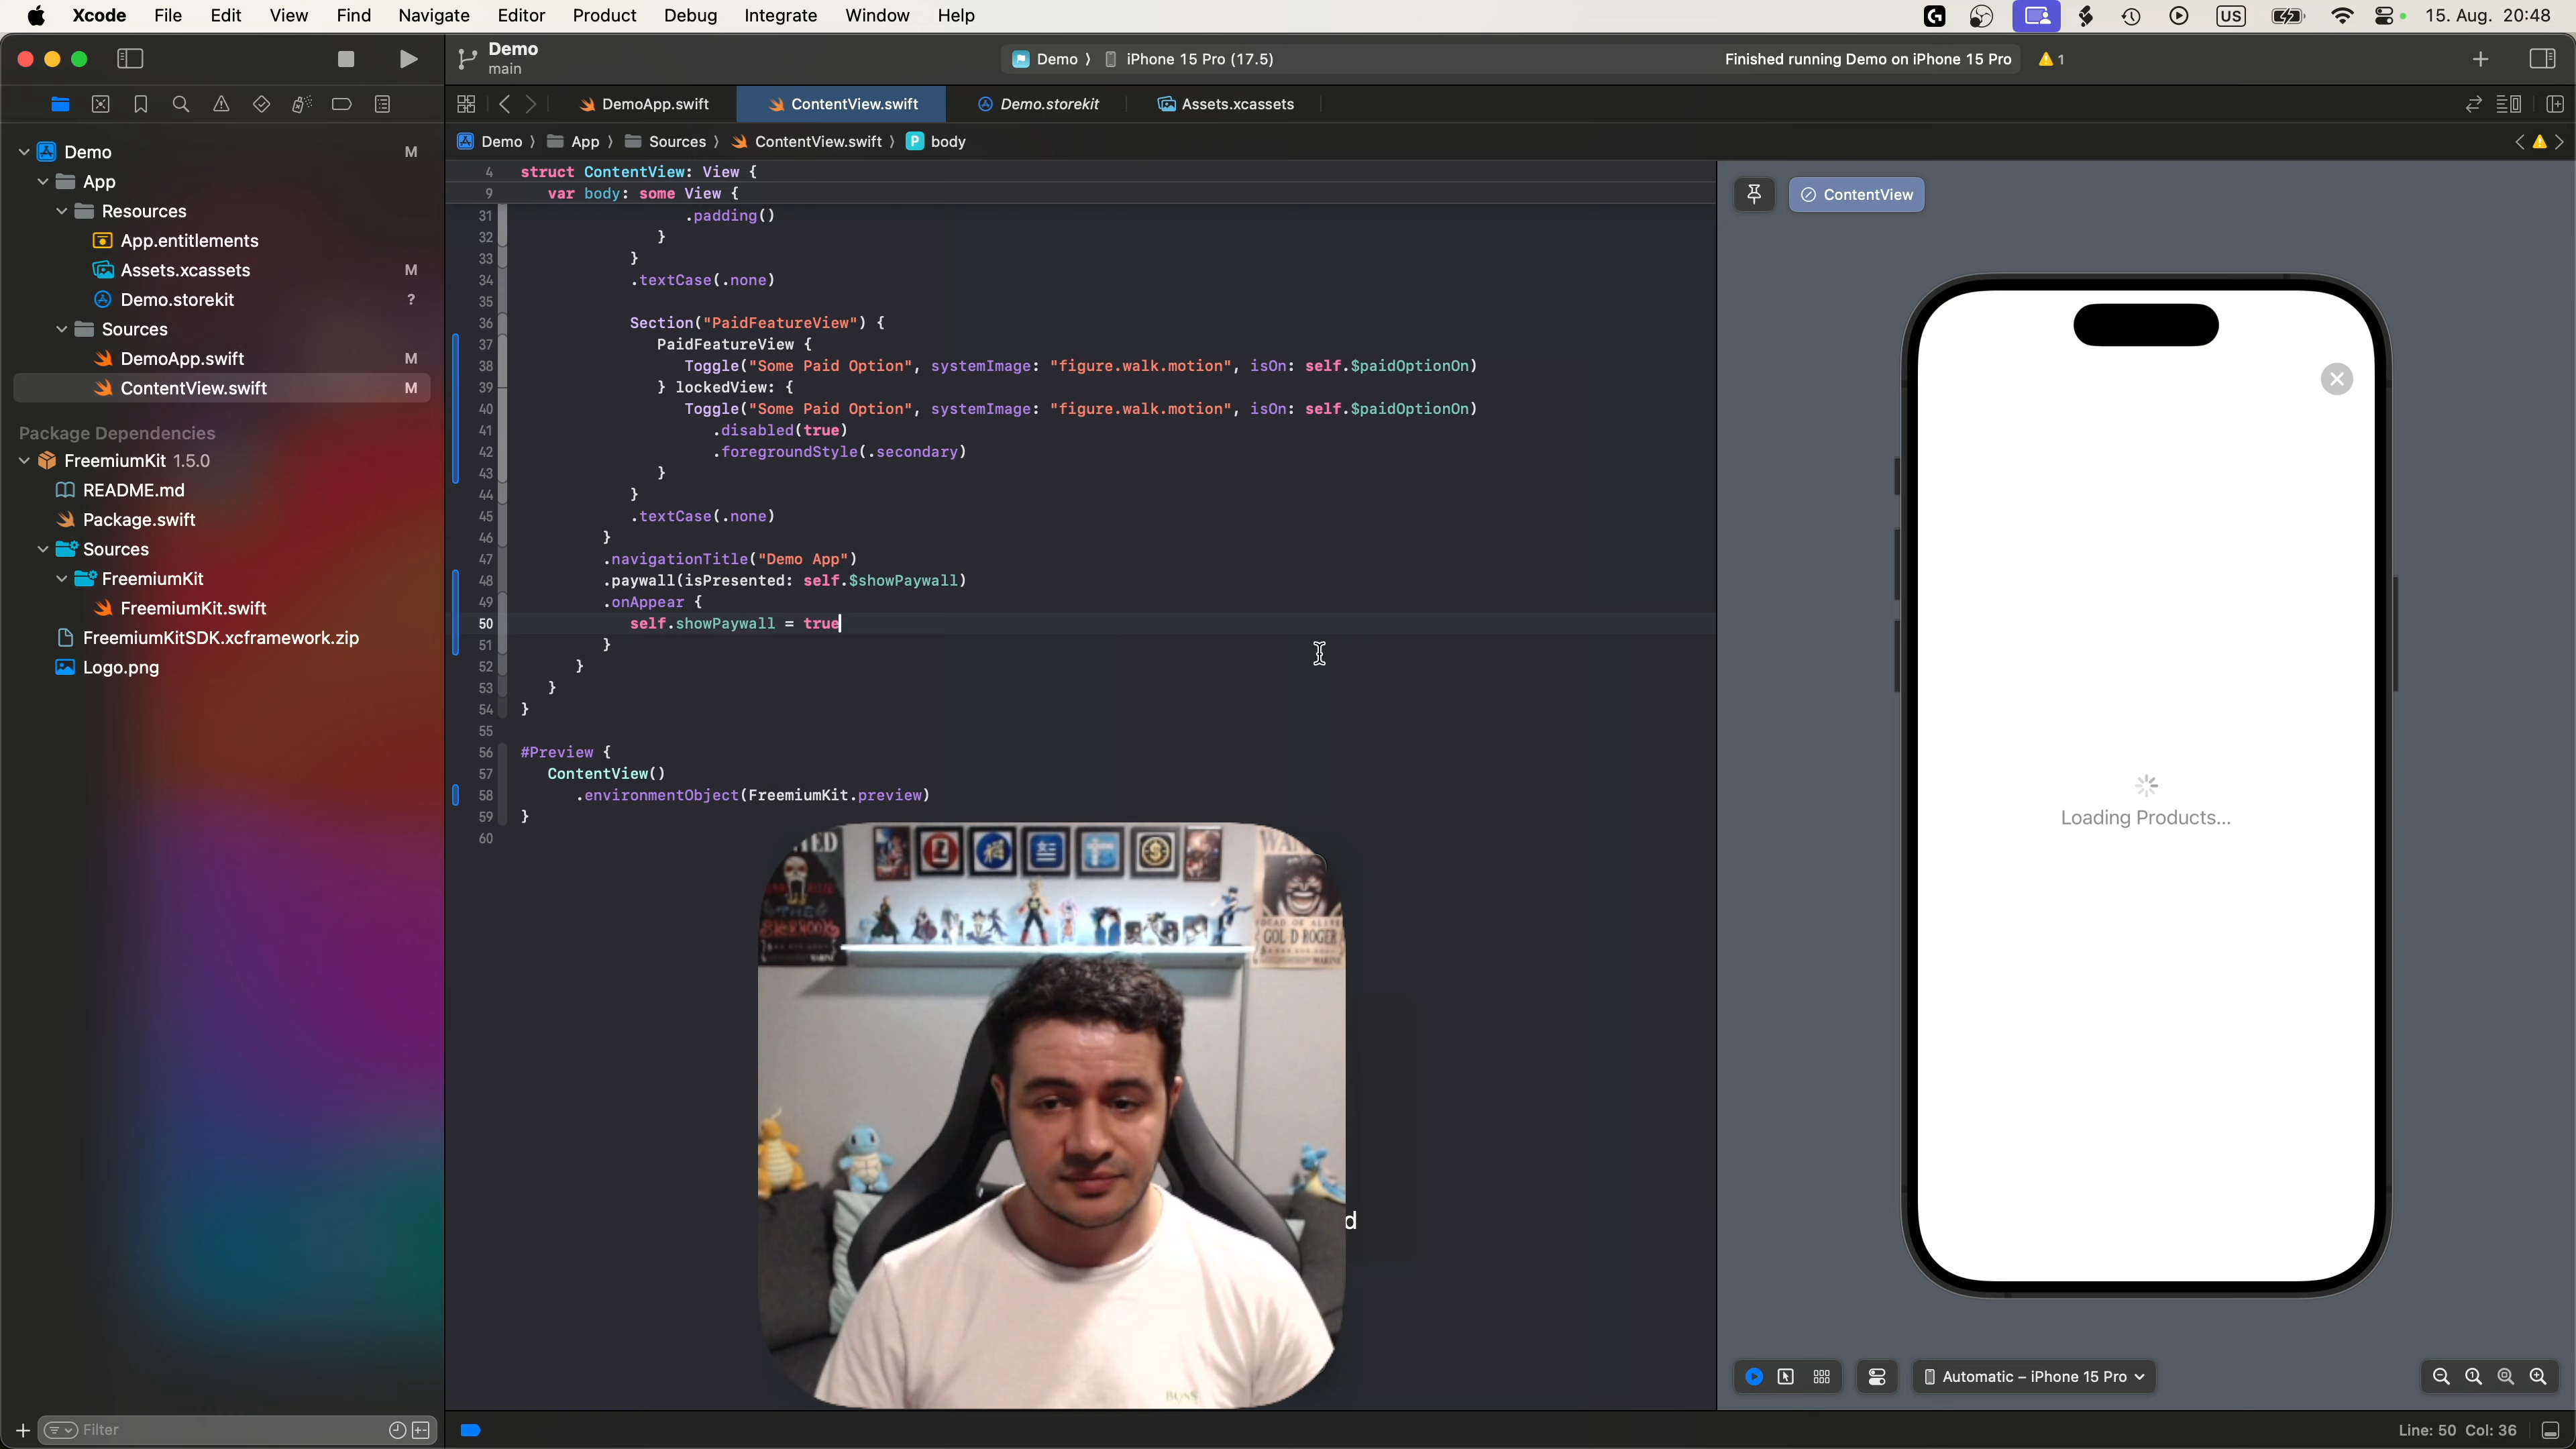 Xcode File Edit View Find Navigate Editor Product Debug Integrate Window Help US 15. Aug. 20:48
Demo
main
Demo 〉 iPhone 15 Pro (17.5) Finished running Demo on iPhone 15 Pro 1
DemoApp.swift ContentView.swift Demo.storekit Assets.xcassets
Demo 〉 App 〉 Sources 〉 ContentView.swift 〉 P body
Demo M
App
Resources
App.entitlements
Assets.xcassets M
Demo.storekit ?
Sources
DemoApp.swift M
ContentView.swift M
Package Dependencies
FreemiumKit 1.5.0
README.md
Package.swift
Sources
FreemiumKit
FreemiumKit.swift
FreemiumKitSDK.xcframework.zip
Logo.png
Filter
4 struct ContentView: View {
9 var body: some View {
31 .padding()
32 }
33 }
34 .textCase(.none)
35
36 Section("PaidFeatureView") {
37 PaidFeatureView {
38 Toggle("Some Paid Option", systemImage: "figure.walk.motion", isOn: self.$paidOptionOn)
39 } lockedView: {
40 Toggle("Some Paid Option", systemImage: "figure.walk.motion", isOn: self.$paidOptionOn)
41 .disabled(true)
42 .foregroundStyle(.secondary)
43 }
44 }
45 .textCase(.none)
46 }
47 .navigationTitle("Demo App")
48 .paywall(isPresented: self.$showPaywall)
49 .onAppear {
50 self.showPaywall = true
51 }
52 }
53 }
54 }
55
56 #Preview {
57 ContentView()
58 .environmentObject(FreemiumKit.preview)
59 }
60
GOL D ROGER
d
BOSS
ContentView
Loading Products...
Automatic – iPhone 15 Pro
Line: 50 Col: 36